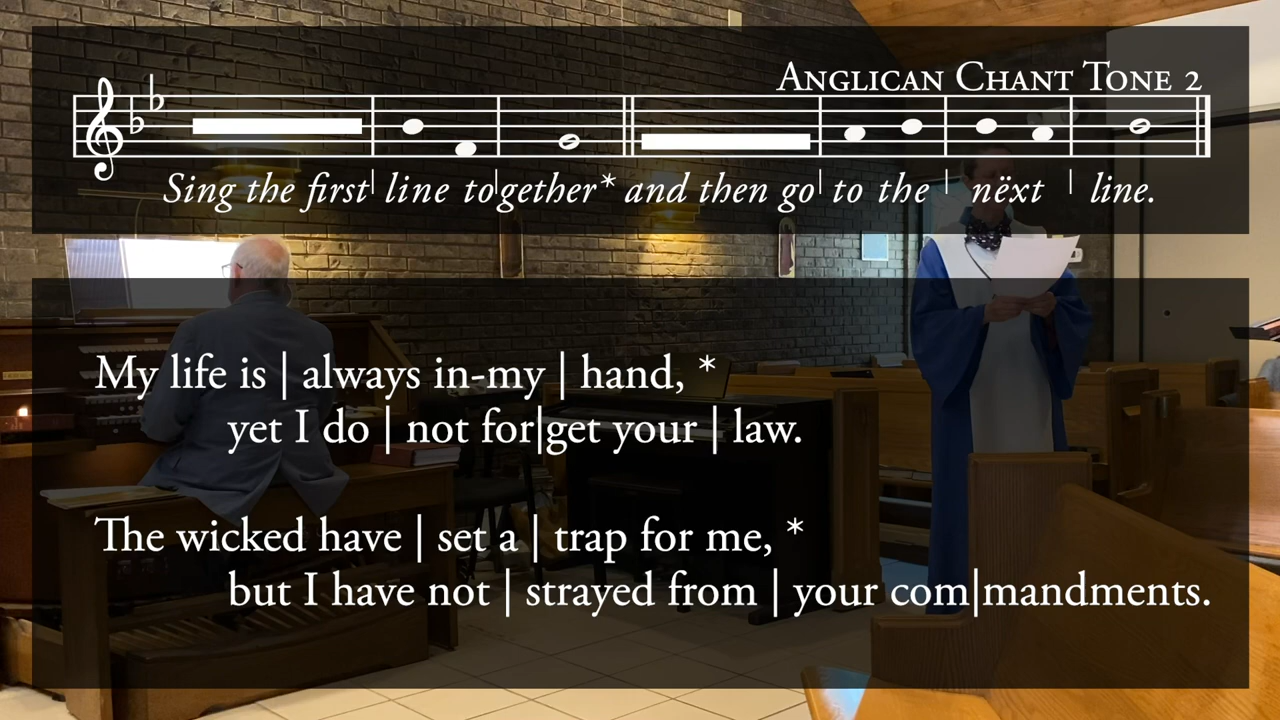 Anglican Chant Tone 2
Sing the first| line to|gether* and then go| to the | nëxt | line.
My life is | always in-my | hand, *
yet I do | not for|get your | law.
The wicked have | set a | trap for me, *
but I have not | strayed from | your com|mandments.